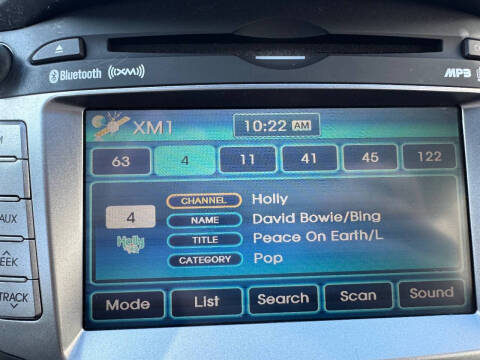 Bluetooth ((XM)) MP3
XM1 10:22 AM
63 4 11 41 45 122
4
Holly
CHANNEL Holly
NAME David Bowie/Bing
TITLE Peace On Earth/L
CATEGORY Pop
Mode List Search Scan Sound
AUX
EEK
TRACK